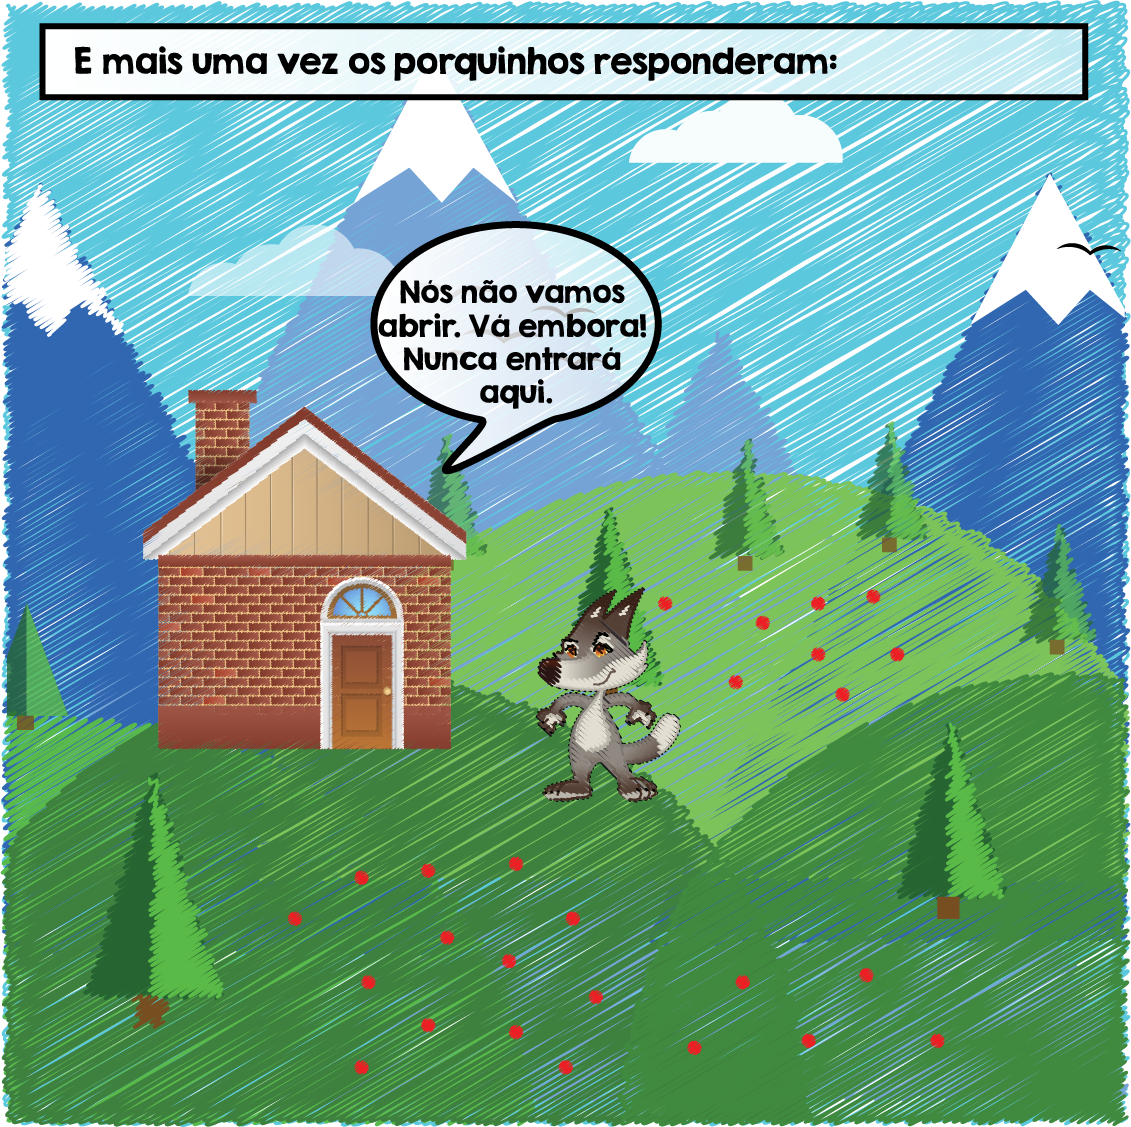 E mais uma vez os porquinhos responderam:
Nós não vamos
abrir. Vá embora!
Nunca entrará
aqui.